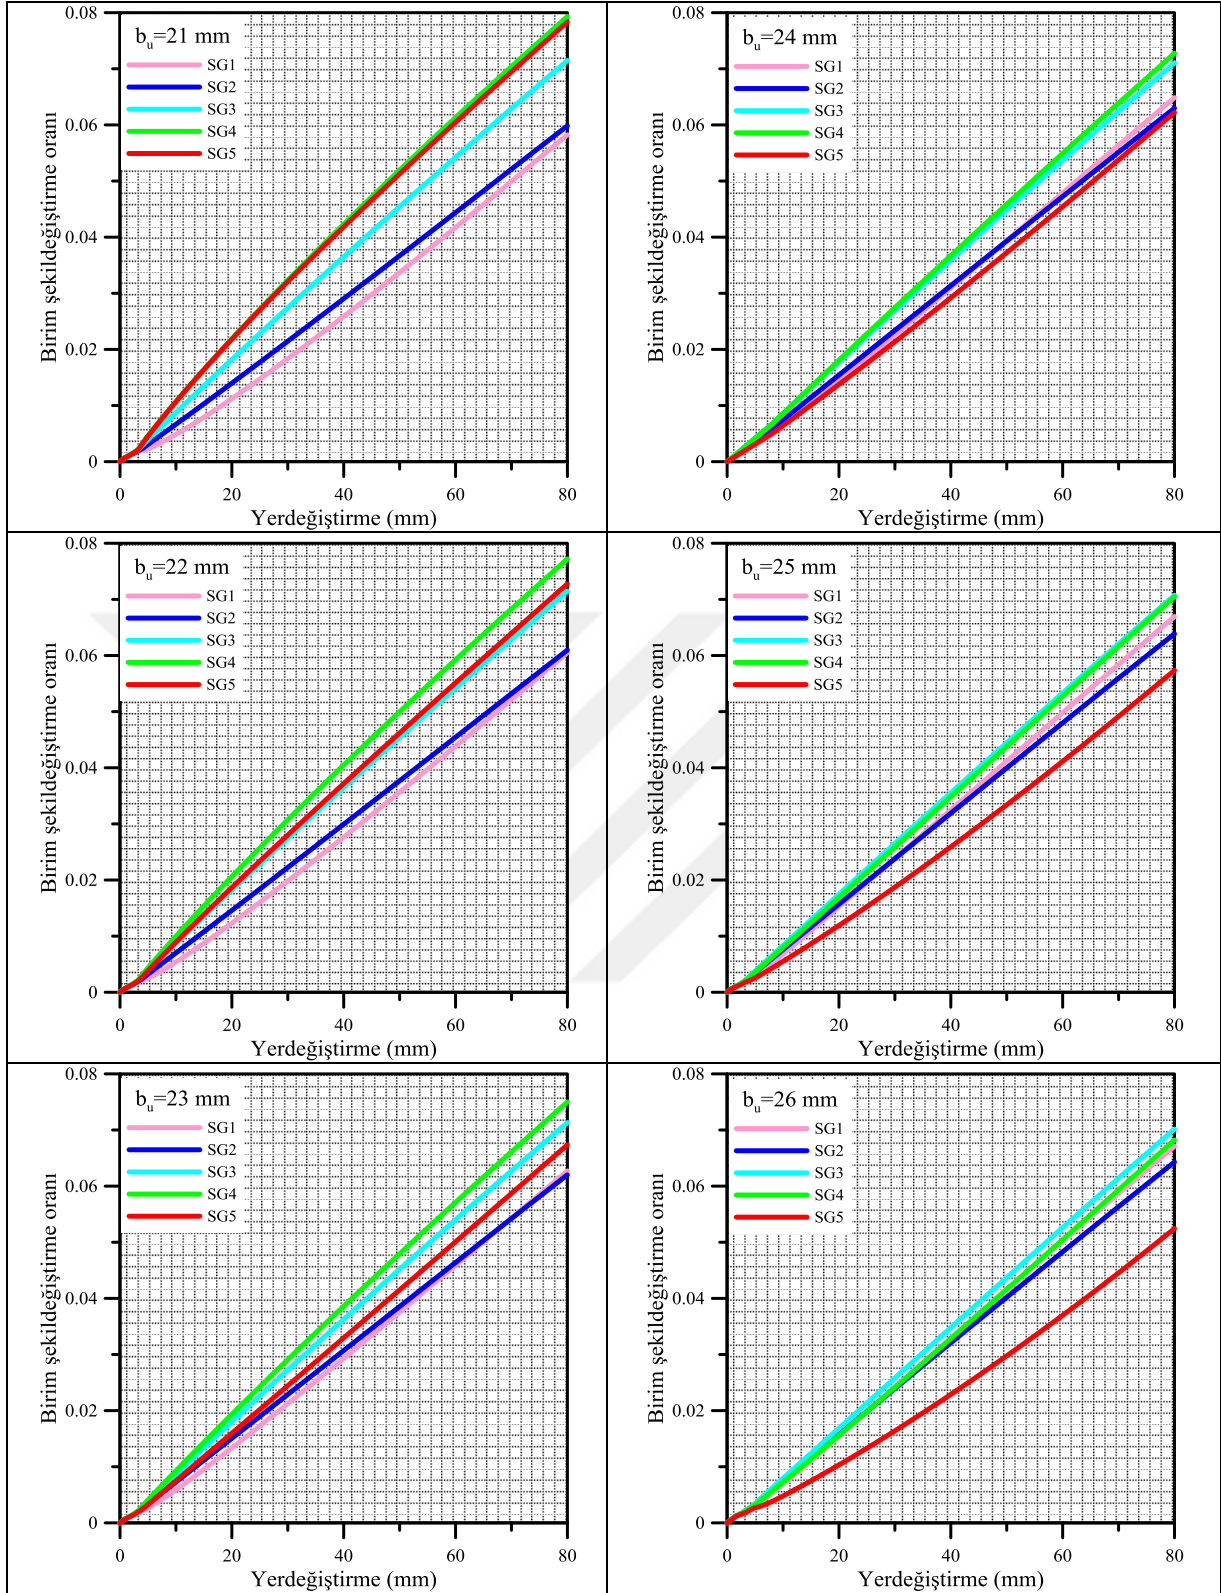 b_u=21 mm
SG1
SG2
SG3
SG4
SG5
0.08
0.06
0.04
0.02
0
0 20 40 60 80
Birim şekildeğiştirme oranı
Yerdeğiştirme (mm)
b_u=24 mm
SG1
SG2
SG3
SG4
SG5
0.08
0.06
0.04
0.02
0
0 20 40 60 80
Birim şekildeğiştirme oranı
Yerdeğiştirme (mm)
b_u=22 mm
SG1
SG2
SG3
SG4
SG5
0.08
0.06
0.04
0.02
0
0 20 40 60 80
Birim şekildeğiştirme oranı
Yerdeğiştirme (mm)
b_u=25 mm
SG1
SG2
SG3
SG4
SG5
0.08
0.06
0.04
0.02
0
0 20 40 60 80
Birim şekildeğiştirme oranı
Yerdeğiştirme (mm)
b_u=23 mm
SG1
SG2
SG3
SG4
SG5
0.08
0.06
0.04
0.02
0
0 20 40 60 80
Birim şekildeğiştirme oranı
Yerdeğiştirme (mm)
b_u=26 mm
SG1
SG2
SG3
SG4
SG5
0.08
0.06
0.04
0.02
0
0 20 40 60 80
Birim şekildeğiştirme oranı
Yerdeğiştirme (mm)